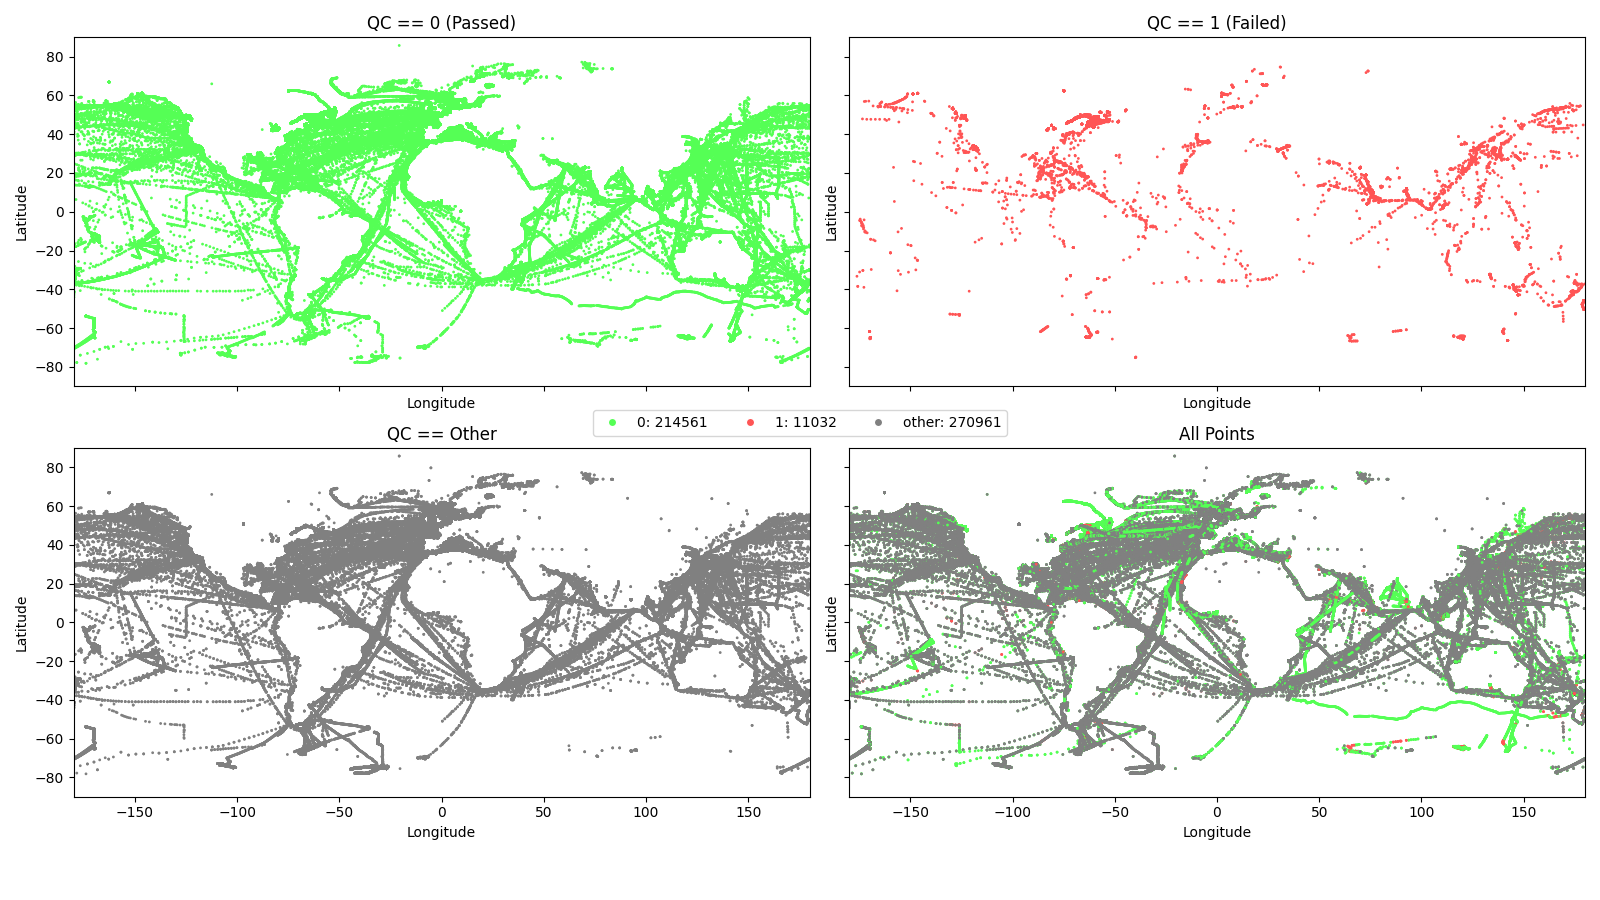 QC == 0 (Passed)
QC == 1 (Failed)
80
60
40
20
0
−20
−40
−60
−80
Latitude
Latitude
Longitude
Longitude
0: 214561
1: 11032
other: 270961
QC == Other
All Points
80
60
40
20
0
−20
−40
−60
−80
Latitude
Latitude
−150
−100
−50
0
50
100
150
−150
−100
−50
0
50
100
150
Longitude
Longitude